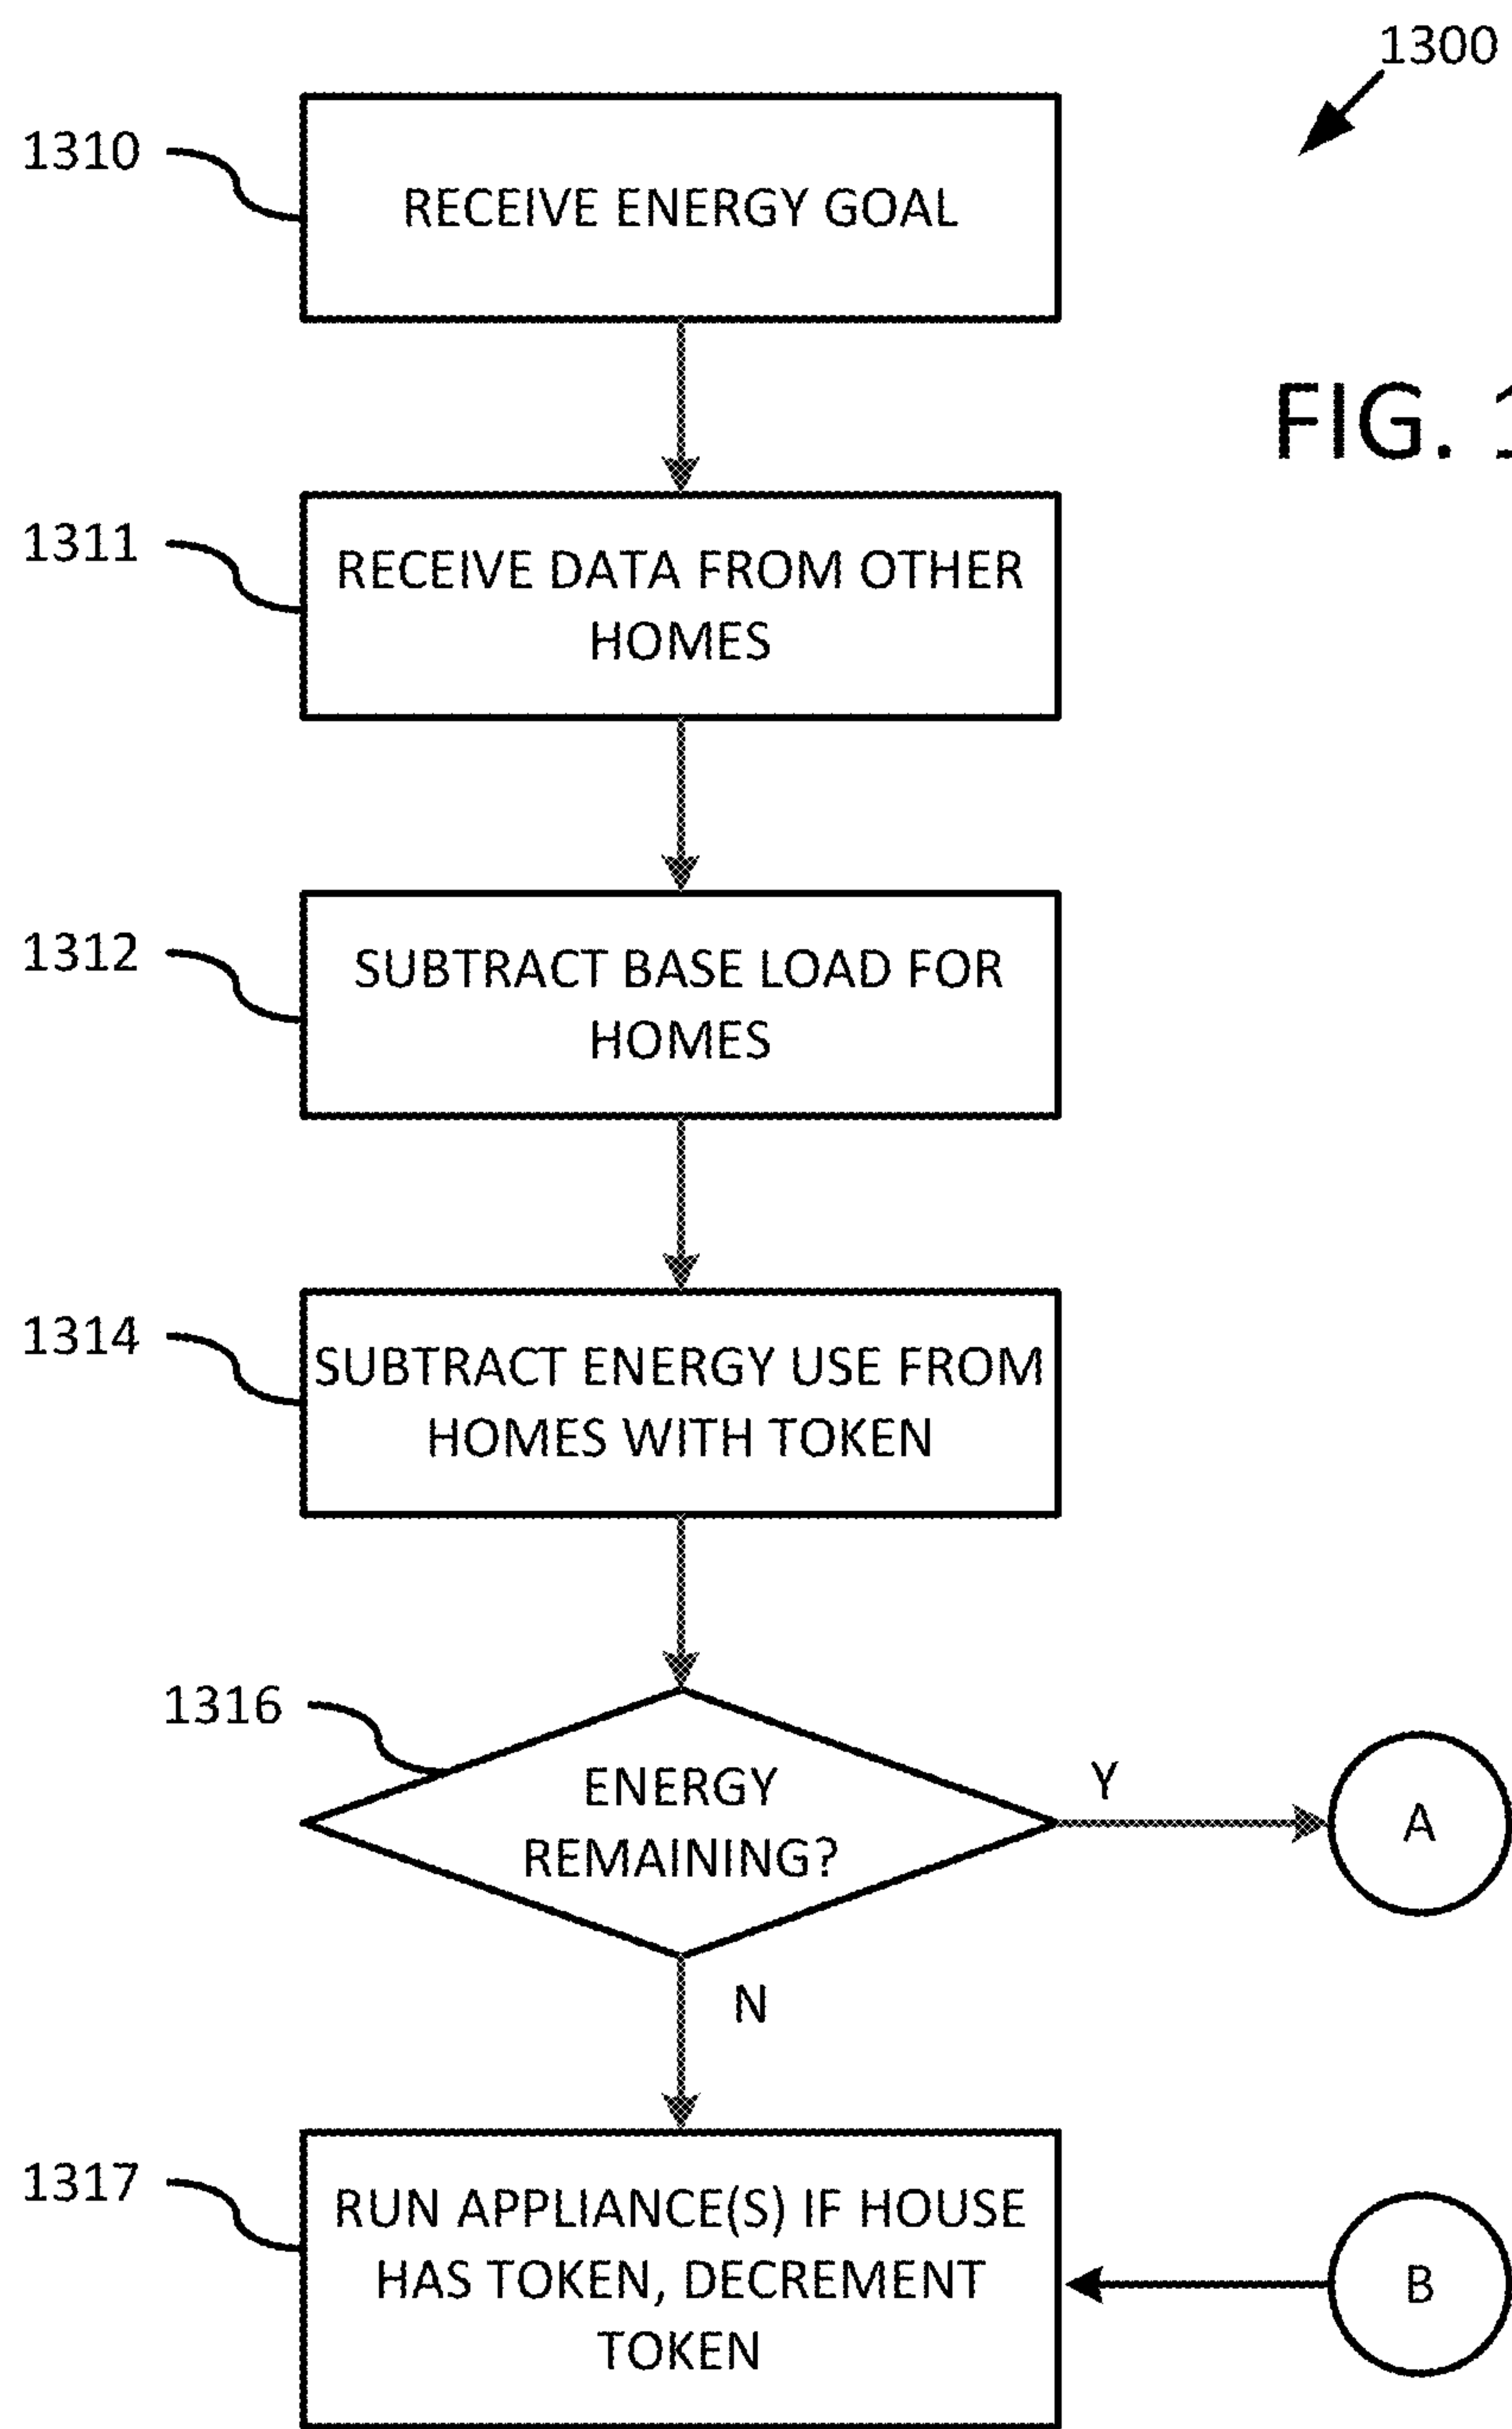 1300
1310
RECEIVE ENERGY GOAL
FIG. 1
1311
RECEIVE DATA FROM OTHER
HOMES
1312
SUBTRACT BASE LOAD FOR
HOMES
1314
SUBTRACT ENERGY USE FROM
HOMES WITH TOKEN
1316
ENERGY
REMAINING?
Y
A
N
1317
RUN APPLIANCE(S) IF HOUSE
HAS TOKEN, DECREMENT
TOKEN
B